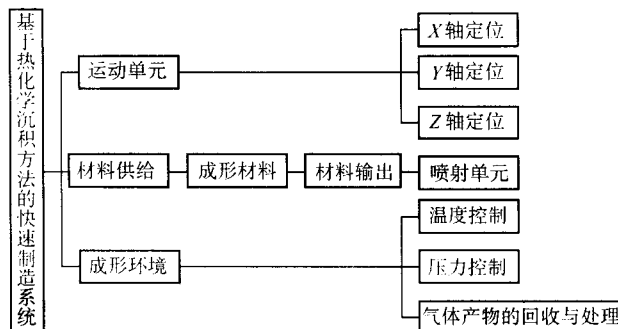 基于热化学沉积方法的快速制造系统
运动单元
X轴定位
Y轴定位
Z轴定位
材料供给
成形材料
材料输出
喷射单元
成形环境
温度控制
压力控制
气体产物的回收与处理